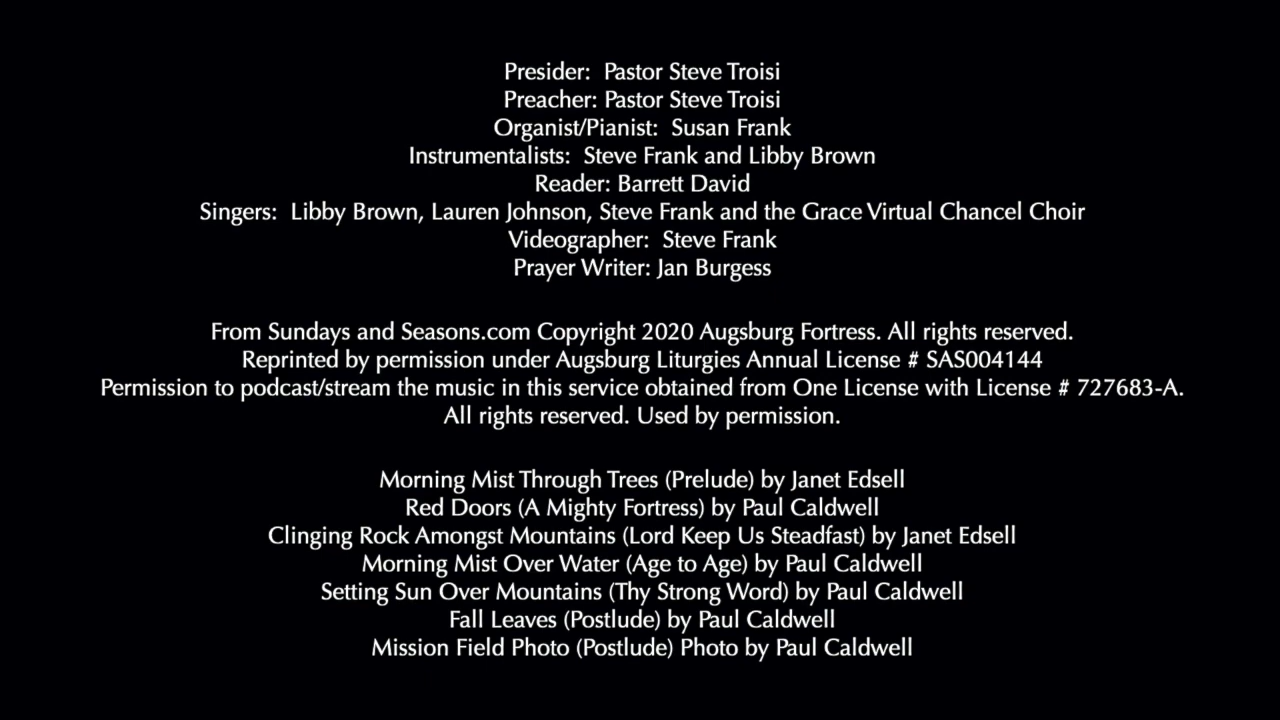 Presider:  Pastor Steve Troisi
Preacher: Pastor Steve Troisi
Organist/Pianist:  Susan Frank
Instrumentalists:  Steve Frank and Libby Brown
Reader: Barrett David
Singers:  Libby Brown, Lauren Johnson, Steve Frank and the Grace Virtual Chancel Choir
Videographer:  Steve Frank
Prayer Writer: Jan Burgess
From Sundays and Seasons.com Copyright 2020 Augsburg Fortress. All rights reserved.
Reprinted by permission under Augsburg Liturgies Annual License # SAS004144
Permission to podcast/stream the music in this service obtained from One License with License # 727683-A.
All rights reserved. Used by permission.
Morning Mist Through Trees (Prelude) by Janet Edsell
Red Doors (A Mighty Fortress) by Paul Caldwell
Clinging Rock Amongst Mountains (Lord Keep Us Steadfast) by Janet Edsell
Morning Mist Over Water (Age to Age) by Paul Caldwell
Setting Sun Over Mountains (Thy Strong Word) by Paul Caldwell
Fall Leaves (Postlude) by Paul Caldwell
Mission Field Photo (Postlude) Photo by Paul Caldwell